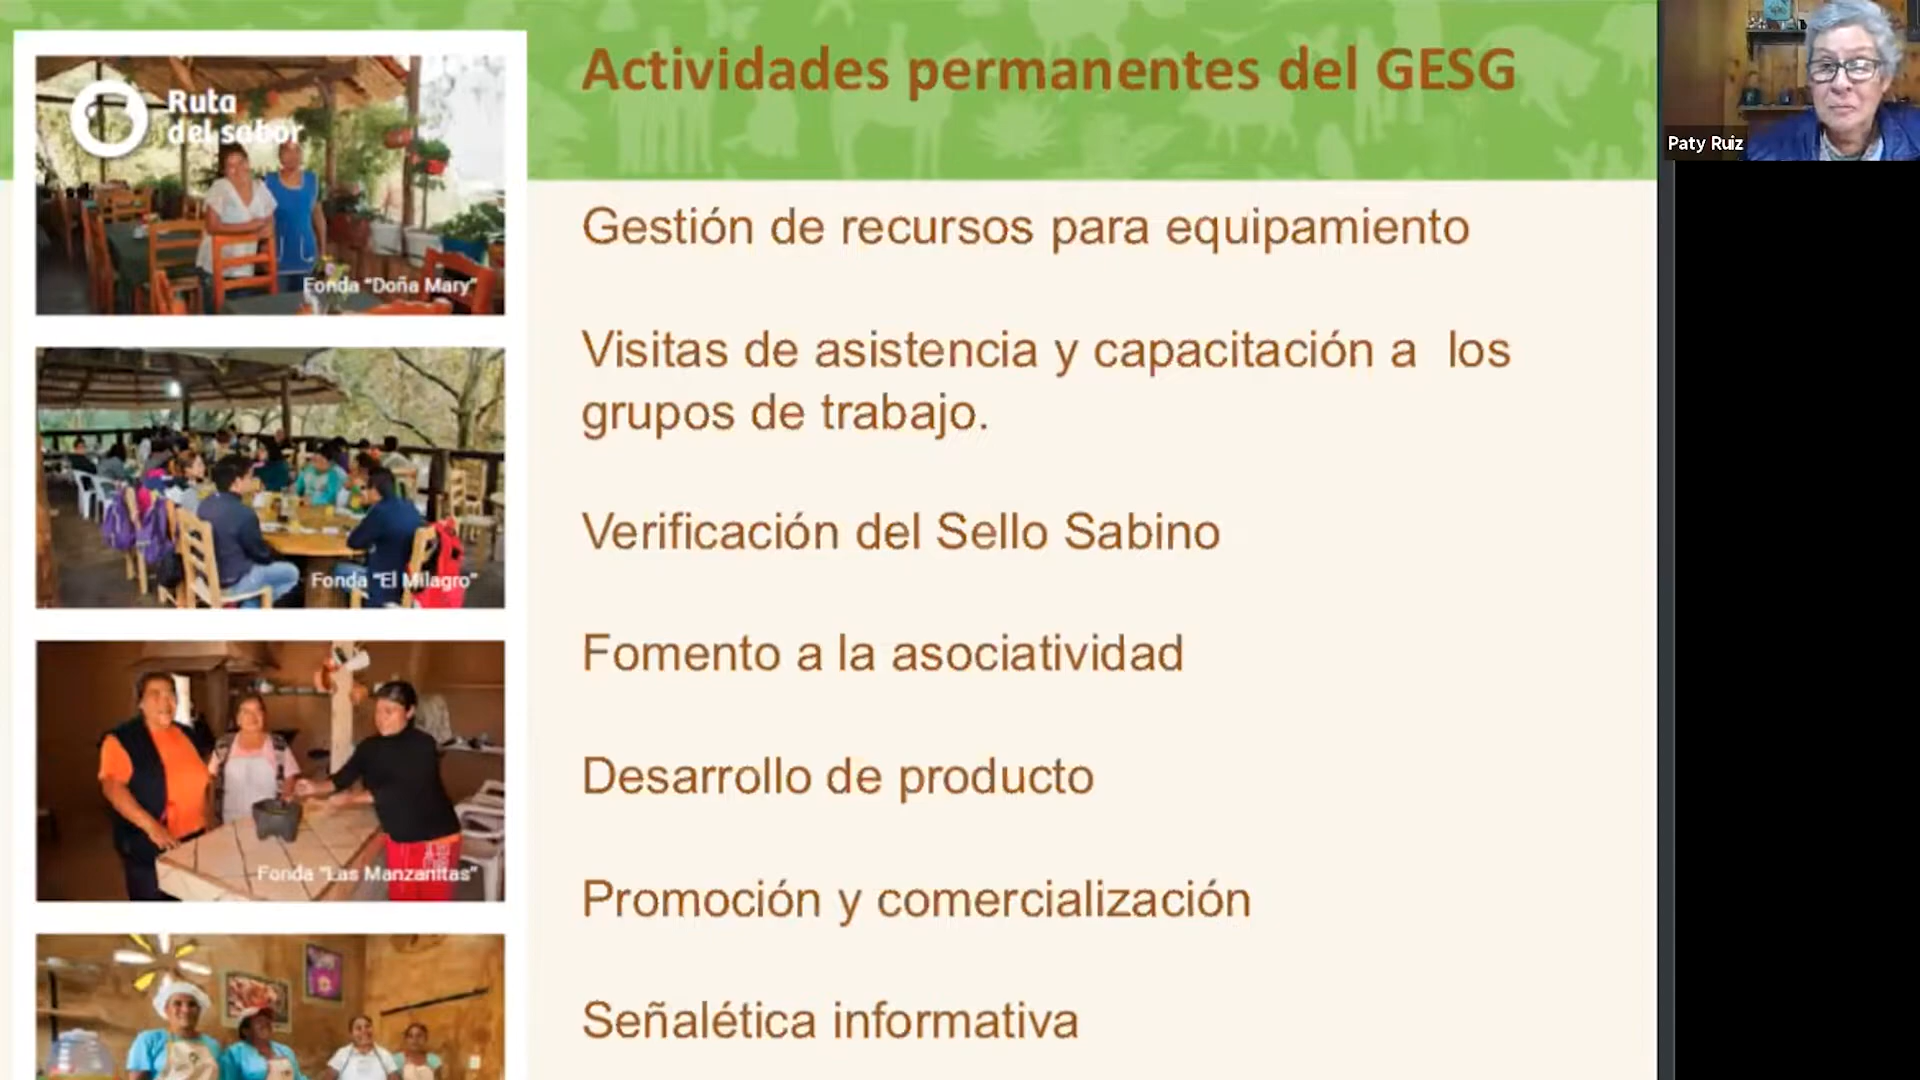 Ruta
del sabor
Fonda "Doña Mary"
Fonda "El Milagro"
Fonda "Las Manzanitas"
Actividades permanentes del GESG
Gestión de recursos para equipamiento
Visitas de asistencia y capacitación a  los
grupos de trabajo.
Verificación del Sello Sabino
Fomento a la asociatividad
Desarrollo de producto
Promoción y comercialización
Señalética informativa
Paty Ruiz